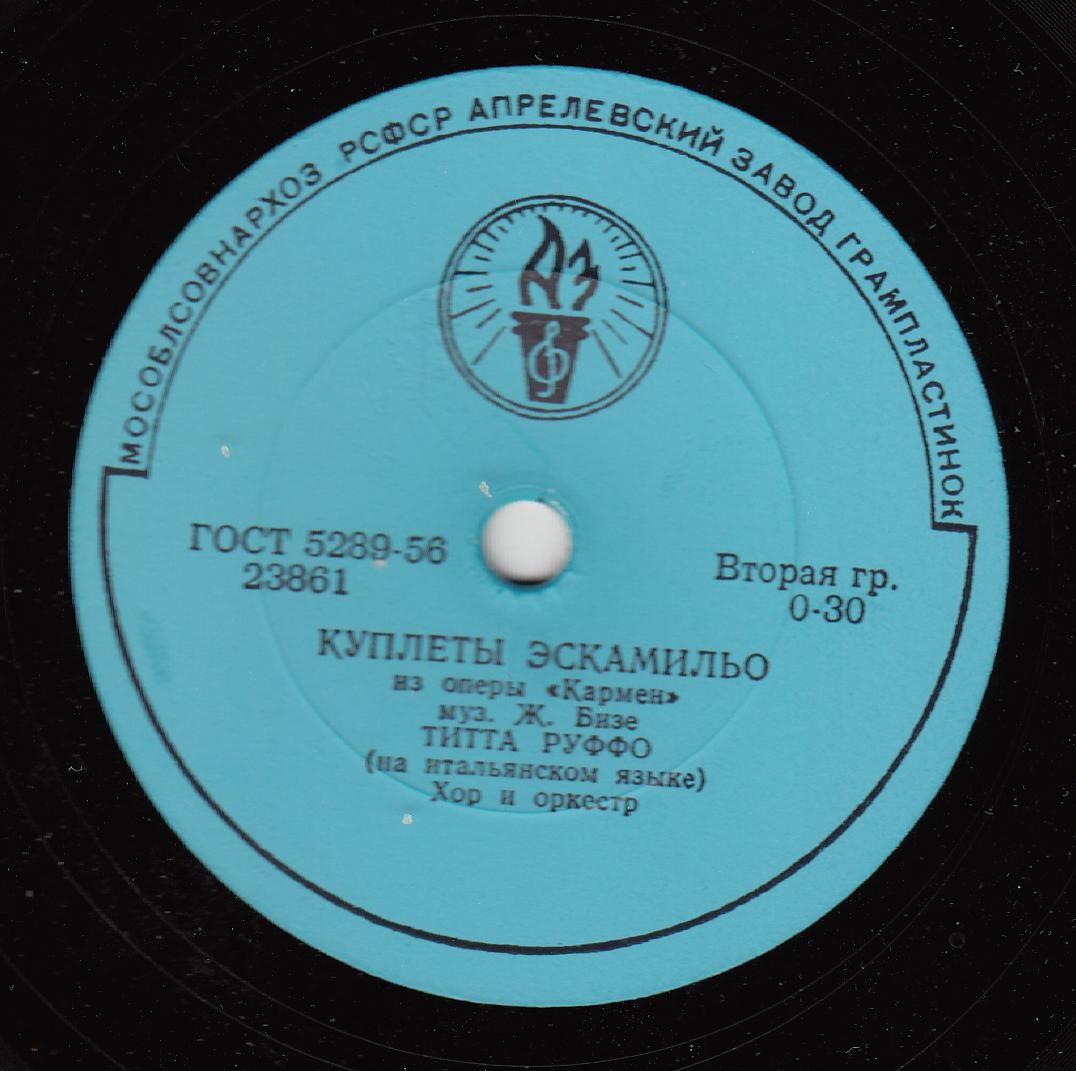 МОСОБЛСОВНАРХОЗ РСФСР АПРЕЛЕВСКИЙ ЗАВОД ГРАМПЛАСТИНОК
АЗ
ГОСТ 5289-56
23861
Вторая гр.
0-30
КУПЛЕТЫ ЭСКАМИЛЬО
из оперы «Кармен»
муз. Ж. Бизе
ТИТТА РУФФО
(на итальянском языке)
Хор и оркестр